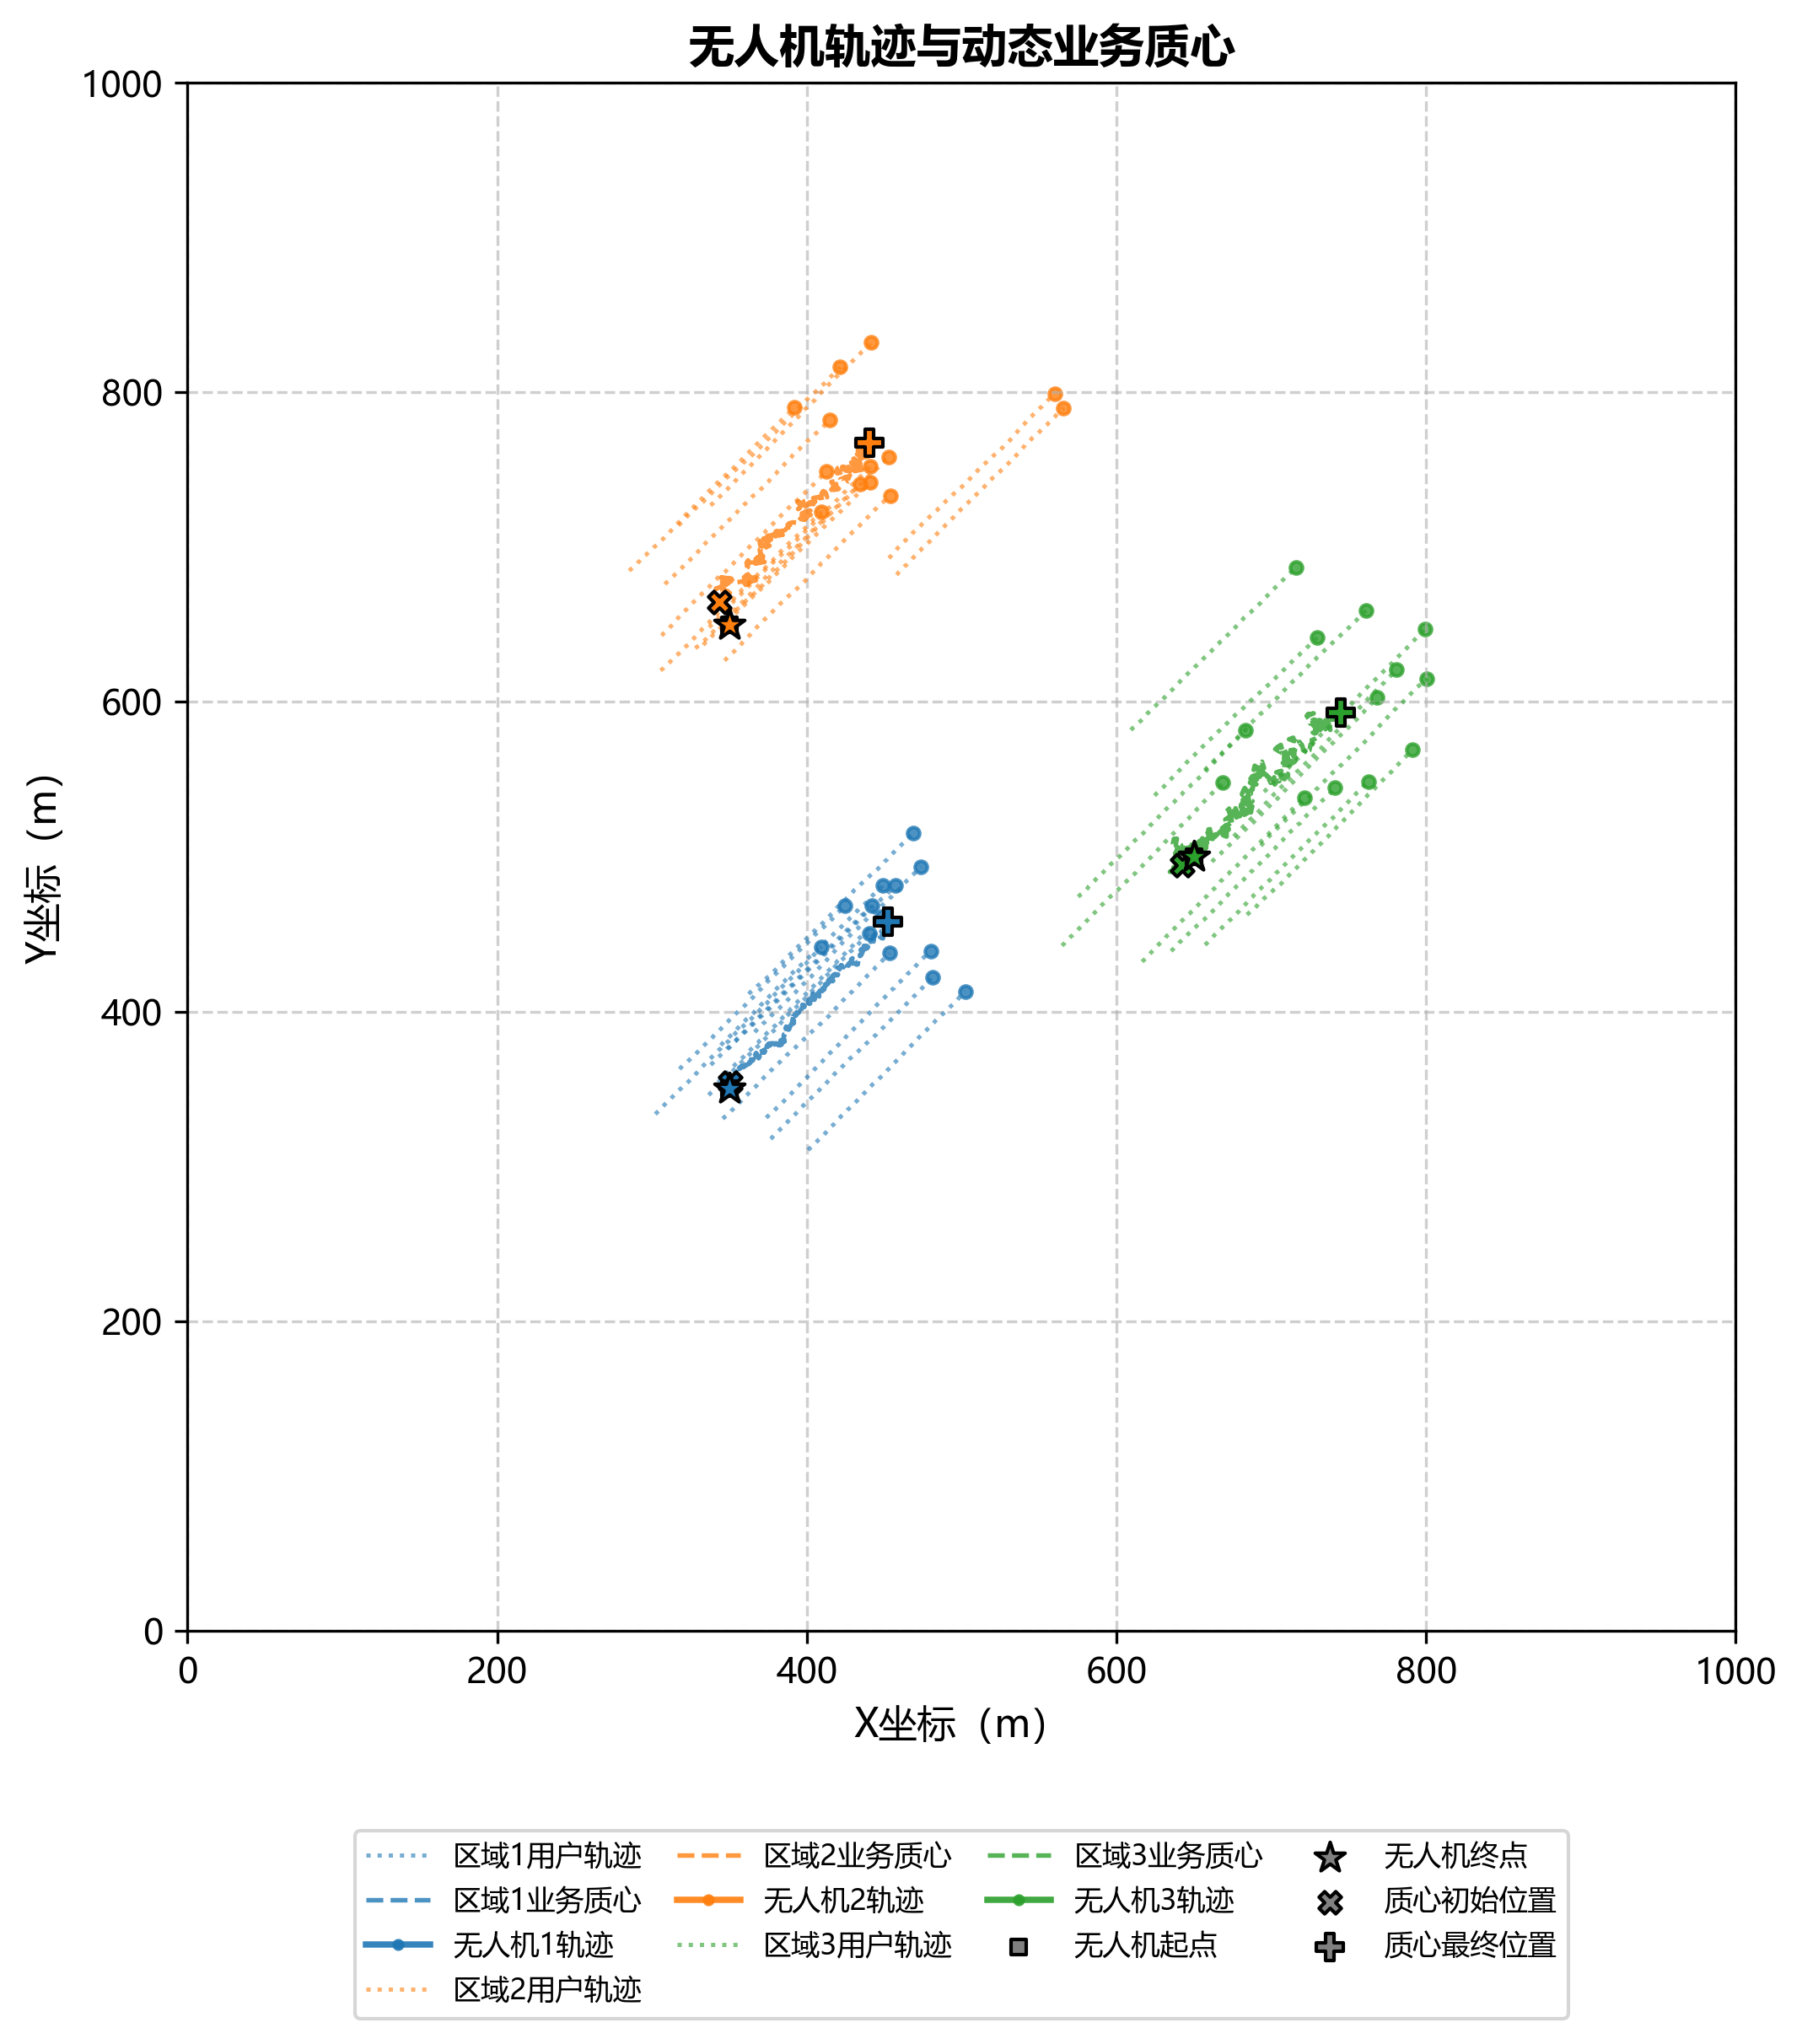 无人机轨迹与动态业务质心
1000
800
600
400
200
0
Y坐标（m）
0 200 400 600 800 1000
X坐标（m）
区域1用户轨迹 区域2业务质心 区域3业务质心 无人机终点
区域1业务质心 无人机2轨迹 无人机3轨迹 质心初始位置
无人机1轨迹 区域3用户轨迹 无人机起点 质心最终位置
区域2用户轨迹